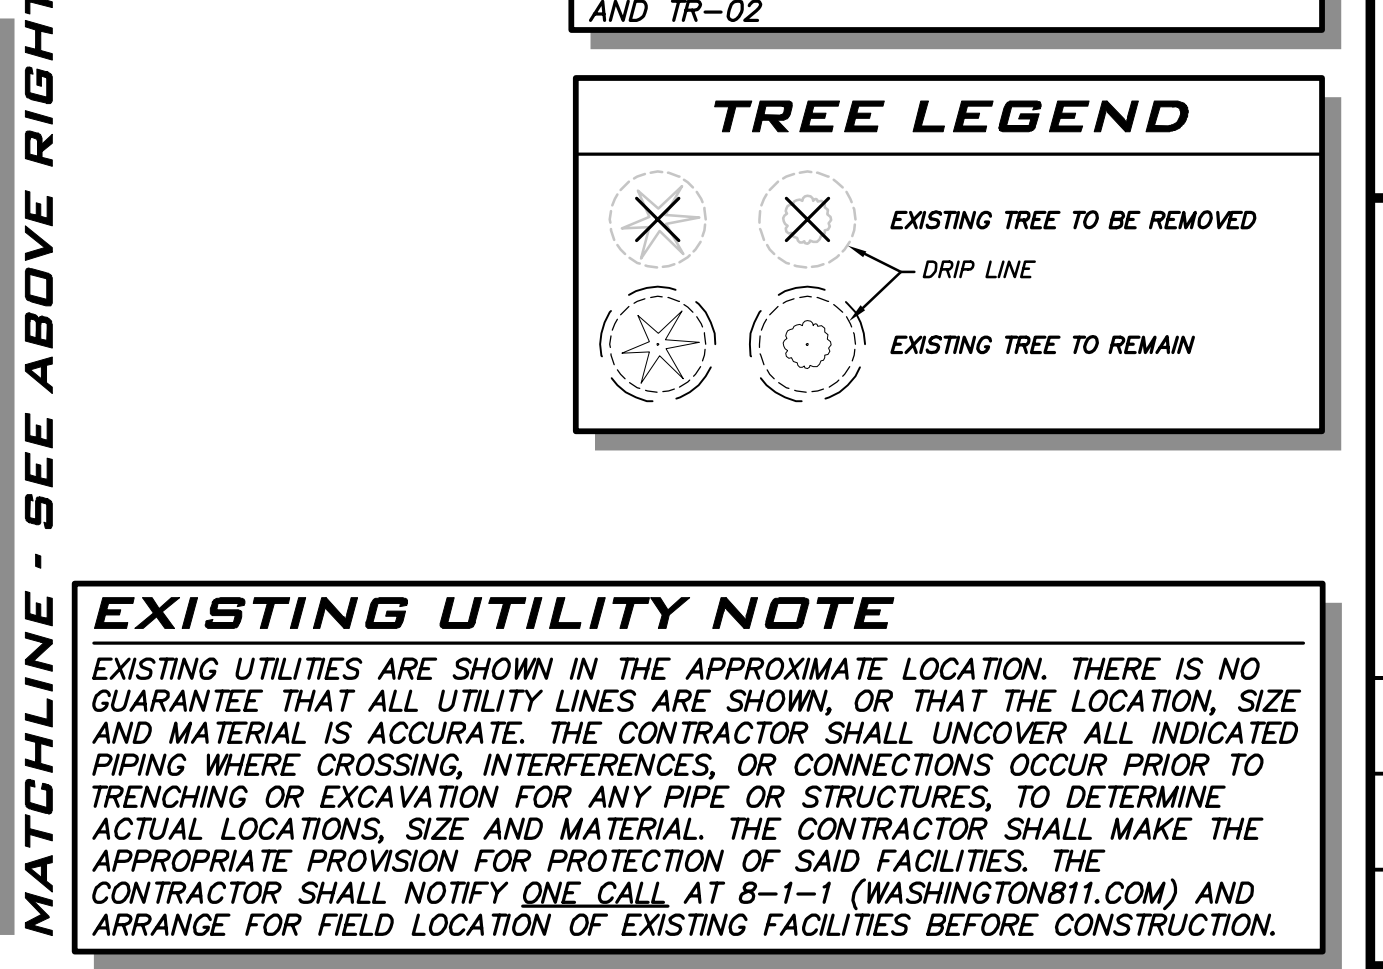 AND TR-02
MATCHLINE - SEE ABOVE RIGHT
TREE LEGEND
EXISTING TREE TO BE REMOVED
DRIP LINE
EXISTING TREE TO REMAIN
EXISTING UTILITY NOTE
EXISTING UTILITIES ARE SHOWN IN THE APPROXIMATE LOCATION. THERE IS NO
GUARANTEE THAT ALL UTILITY LINES ARE SHOWN, OR THAT THE LOCATION, SIZE
AND MATERIAL IS ACCURATE. THE CONTRACTOR SHALL UNCOVER ALL INDICATED
PIPING WHERE CROSSING, INTERFERENCES, OR CONNECTIONS OCCUR PRIOR TO
TRENCHING OR EXCAVATION FOR ANY PIPE OR STRUCTURES, TO DETERMINE
ACTUAL LOCATIONS, SIZE AND MATERIAL. THE CONTRACTOR SHALL MAKE THE
APPROPRIATE PROVISION FOR PROTECTION OF SAID FACILITIES. THE
CONTRACTOR SHALL NOTIFY ONE CALL AT 8-1-1 (WASHINGTON811.COM) AND
ARRANGE FOR FIELD LOCATION OF EXISTING FACILITIES BEFORE CONSTRUCTION.